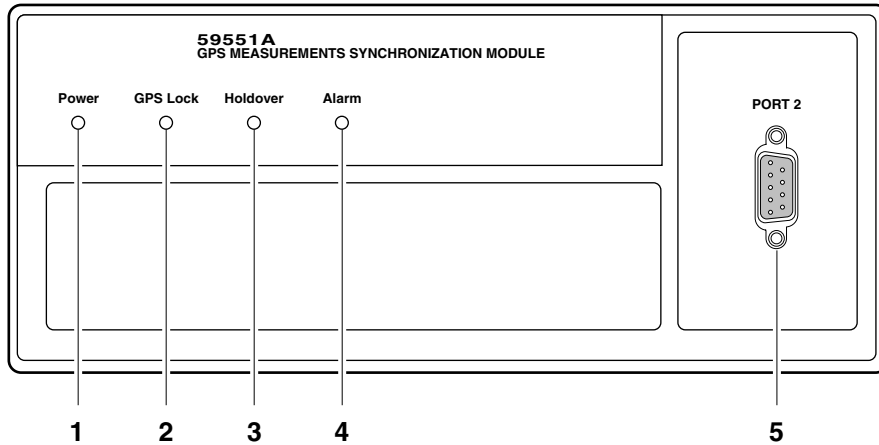 59551A
GPS MEASUREMENTS SYNCHRONIZATION MODULE
Power GPS Lock Holdover Alarm
PORT 2
1 2 3 4 5